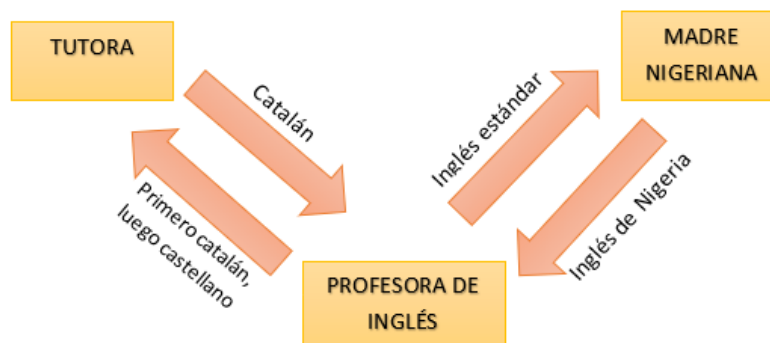 TUTORA
MADRE
NIGERIANA
Catalán
Inglés estándar
Primero catalán,
luego castellano
Inglés de Nigeria
PROFESORA DE
INGLÉS